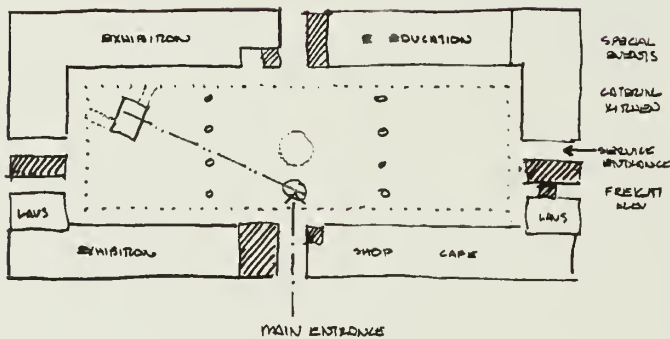 EXHIBITION
EDUCATION
SPECIAL
EVENTS
CATERING
KITCHEN
SERVICE
ENTRANCE
FREIGHT
ELEV
LAVS
LAVS
EXHIBITION
SHOP
CAFE
MAIN ENTRANCE